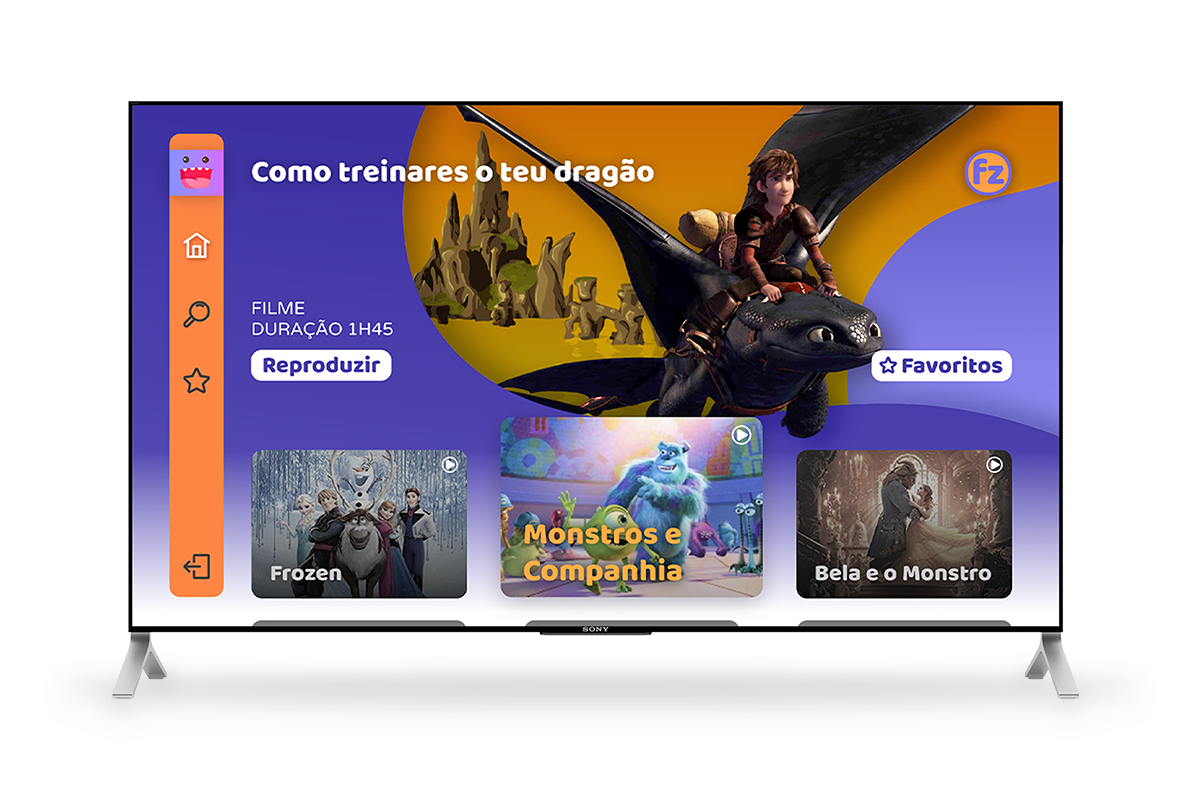 Como treinares o teu dragão
fz
FILME
DURAÇÃO 1H45
Reproduzir
Favoritos
Frozen
Monstros e
Companhia
Bela e o Monstro
SONY